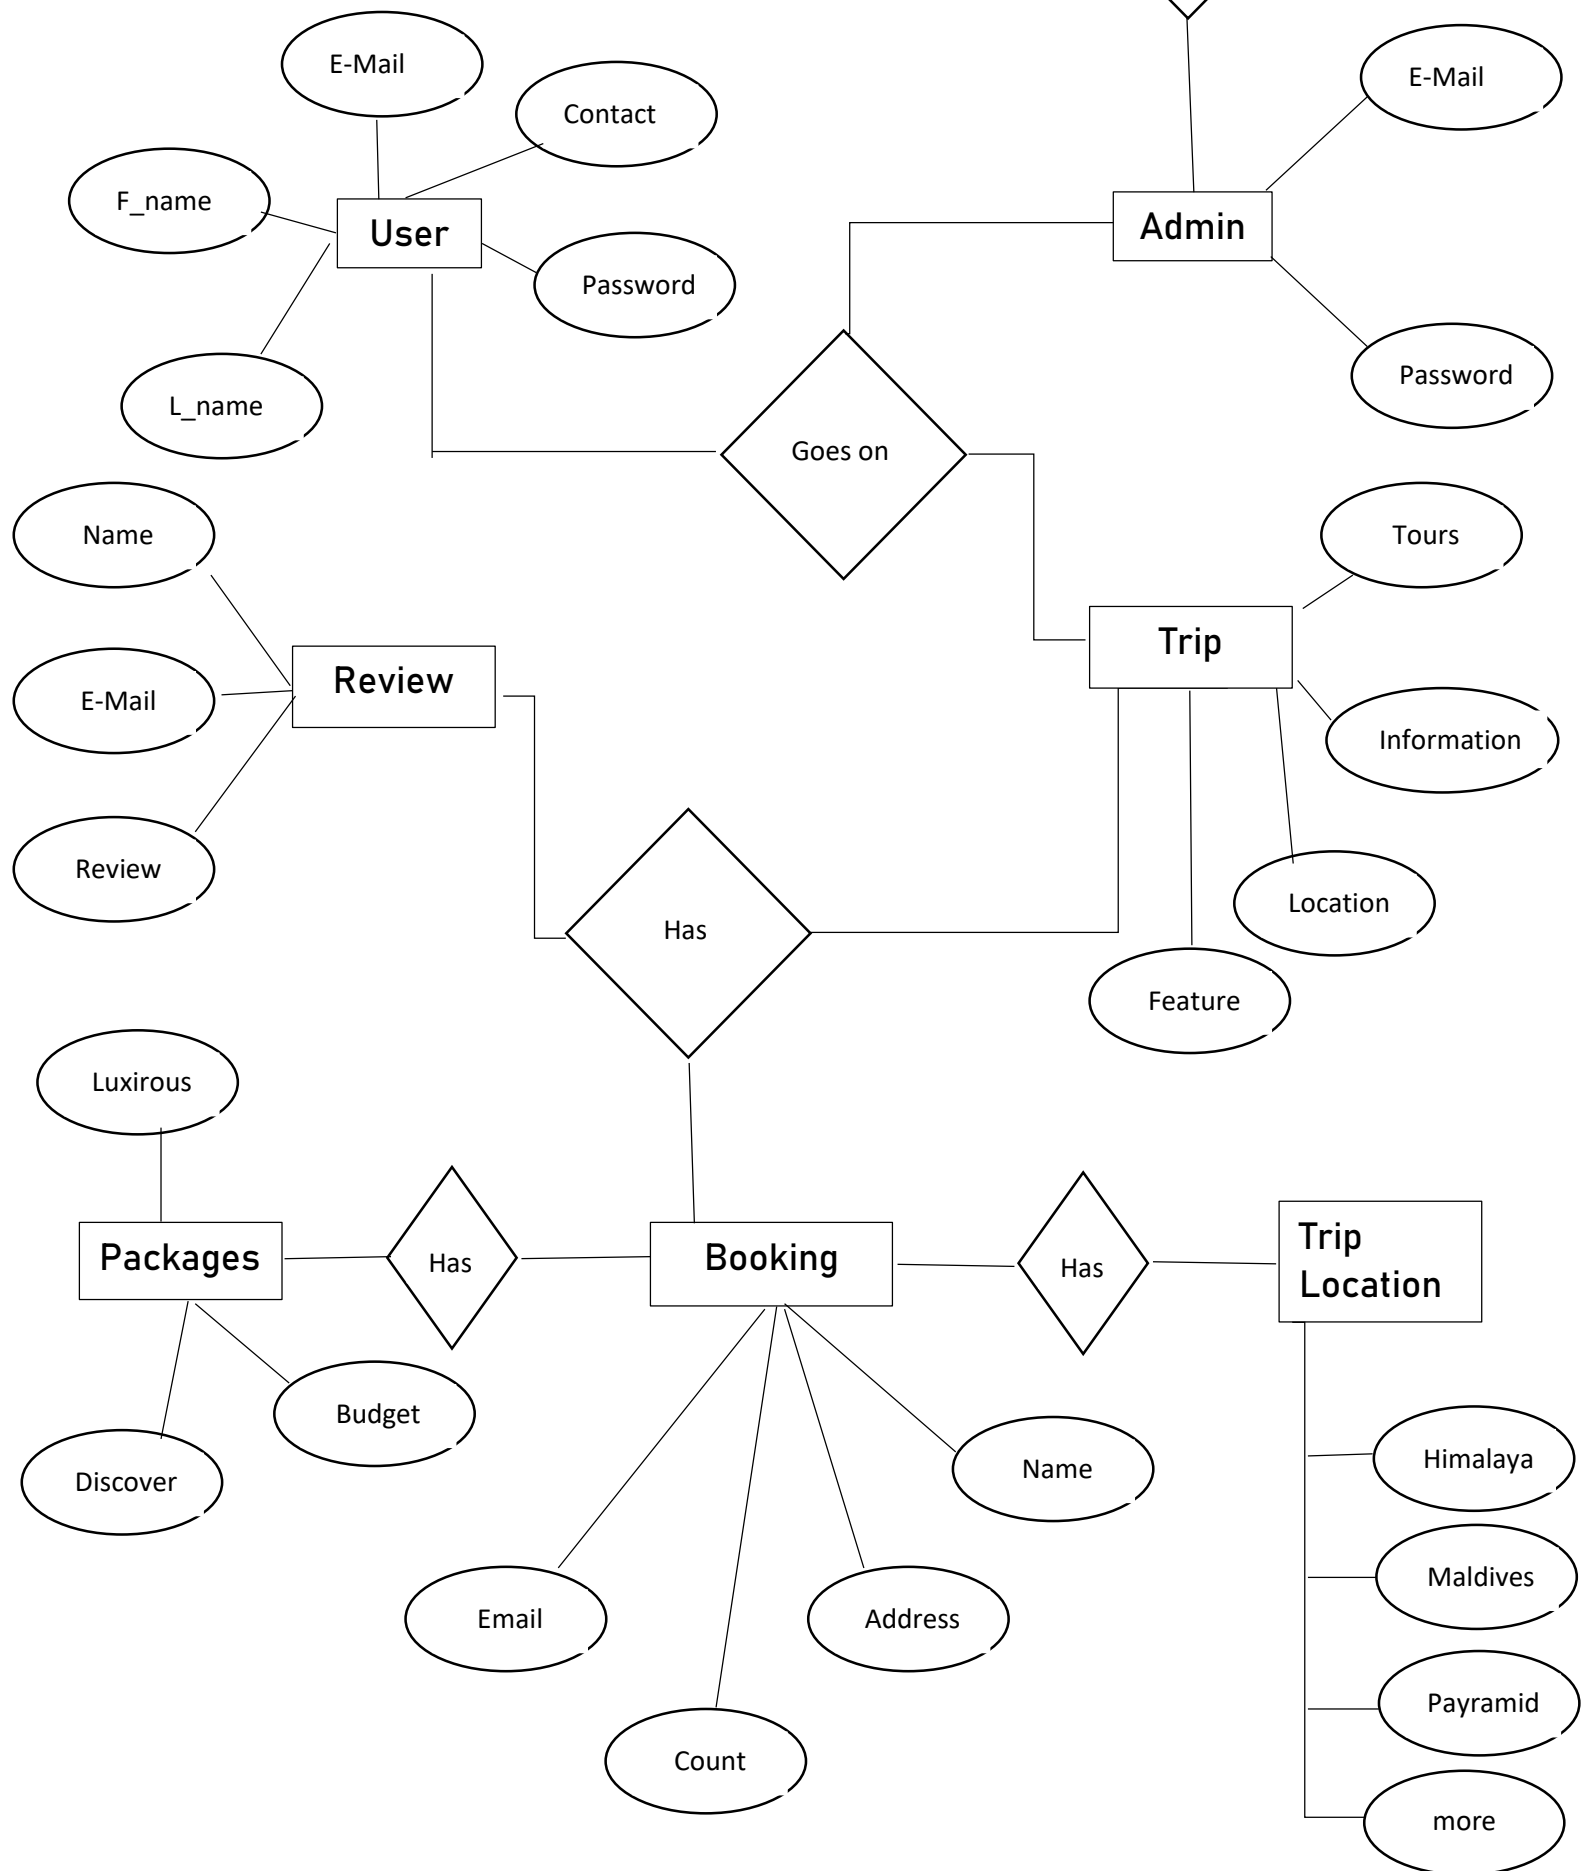 E-Mail
Contact
E-Mail
F_name
User
Admin
Password
Password
L_name
Goes on
Name
Tours
Trip
Review
E-Mail
Information
Review
Location
Has
Feature
Luxirous
Packages
Has
Booking
Has
Trip
Location
Budget
Discover
Name
Himalaya
Maldives
Email
Address
Payramid
Count
more